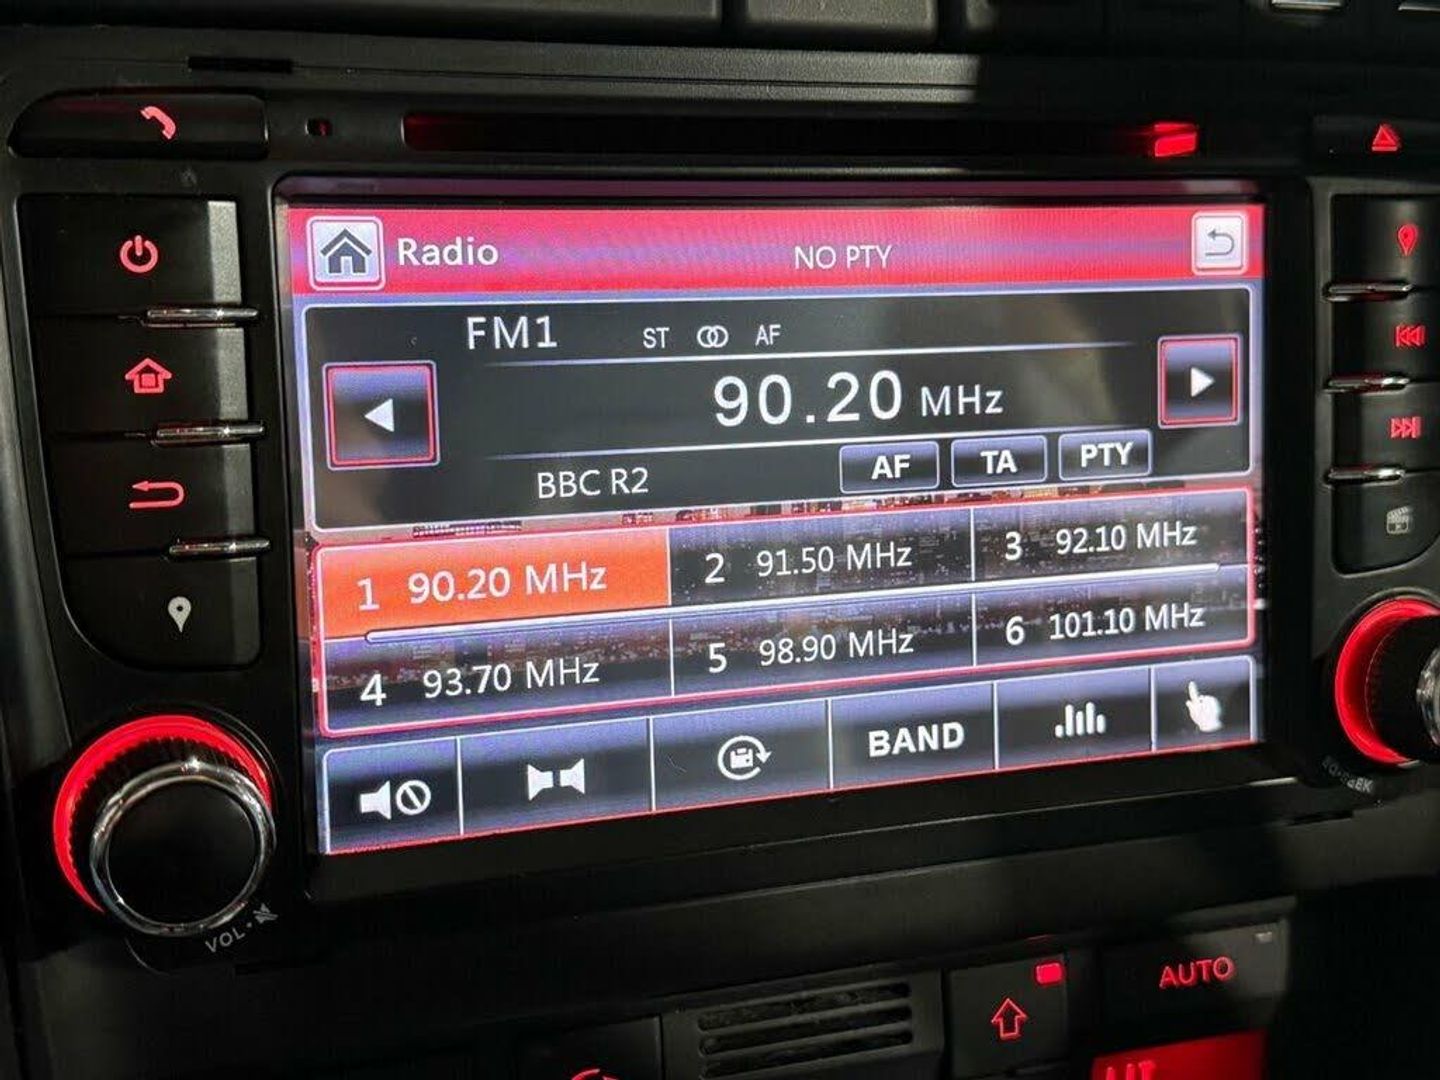 Radio
NO PTY
FM1
ST
AF
90.20 MHz
BBC R2
AF
TA
PTY
1 90.20 MHz
2 91.50 MHz
3 92.10 MHz
4 93.70 MHz
5 98.90 MHz
6 101.10 MHz
BAND
VOL
AUTO